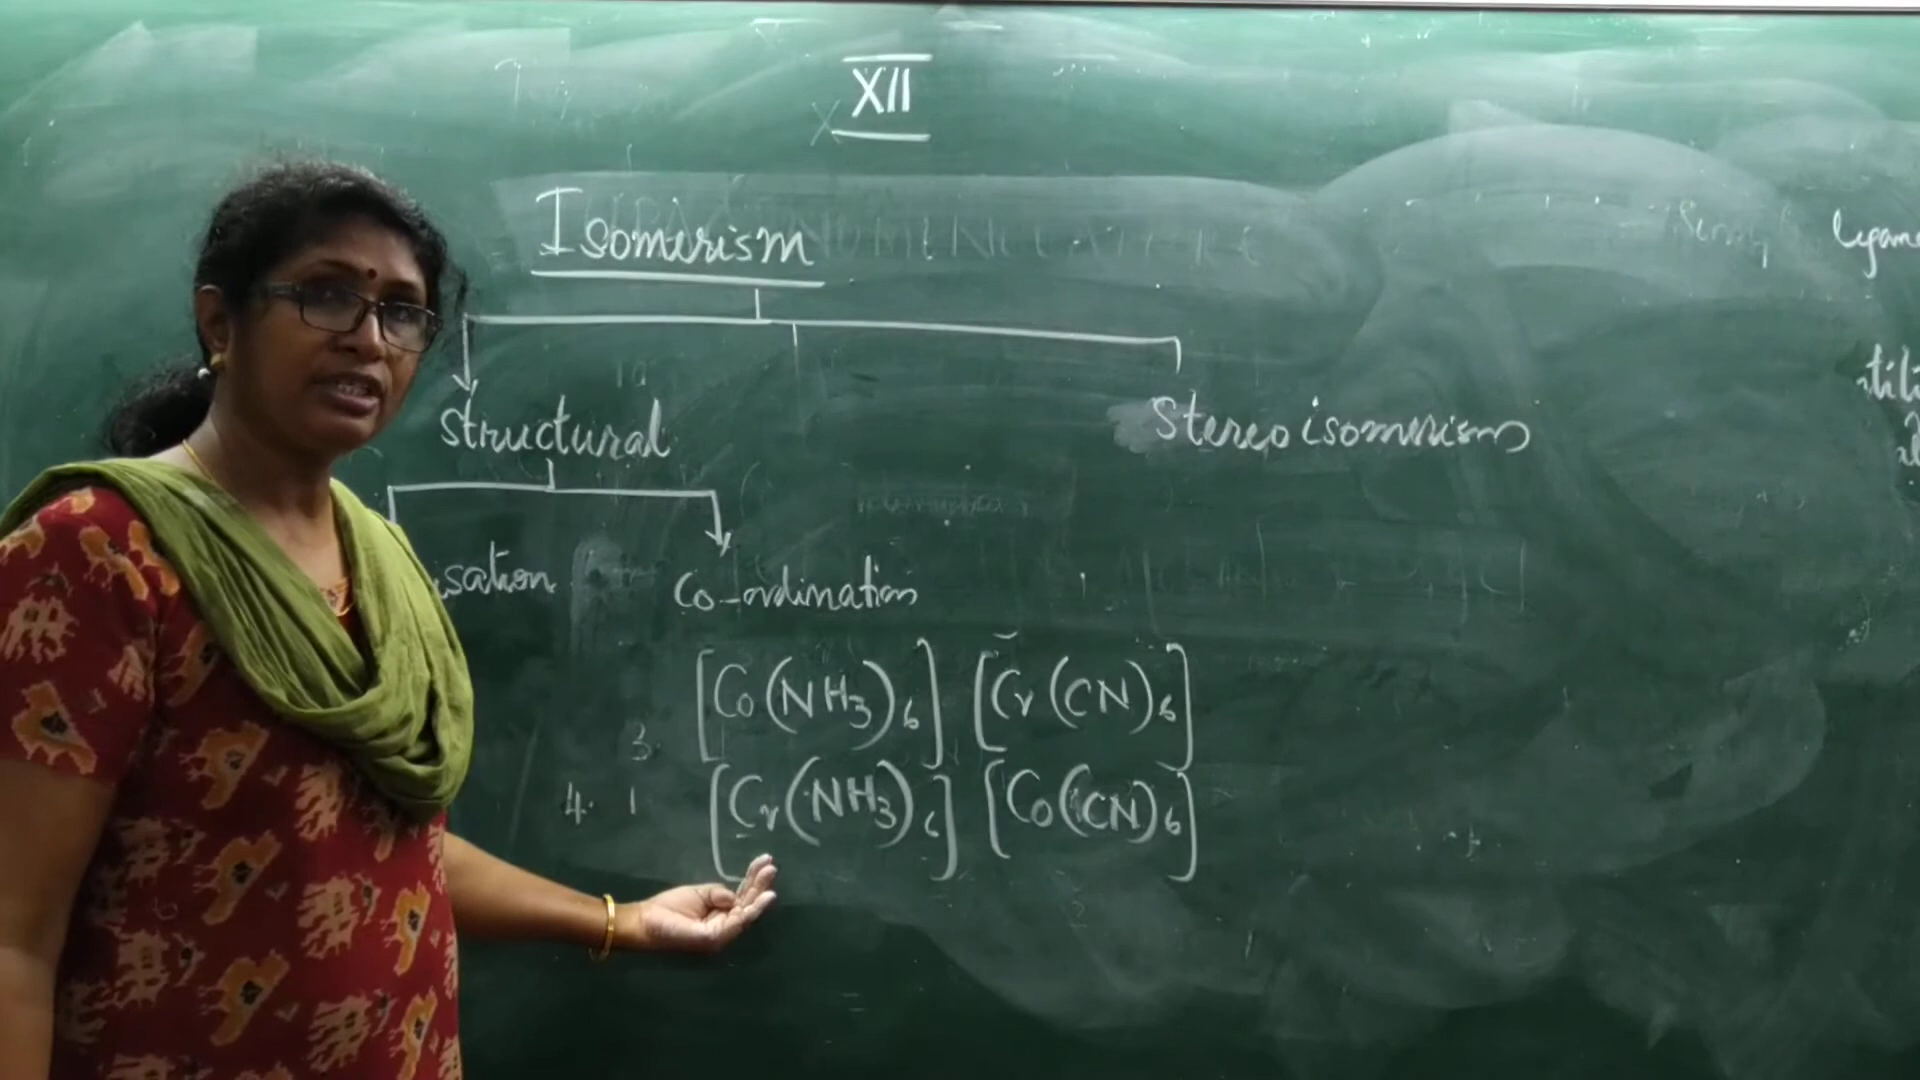 XII
Isomerism
Structural
Stereo isomerism
isation
Co-ordination
[Co(NH3)6] [Cr(CN)6]
3.
4. 1 [Cr(NH3)6] [Co(CN)6]